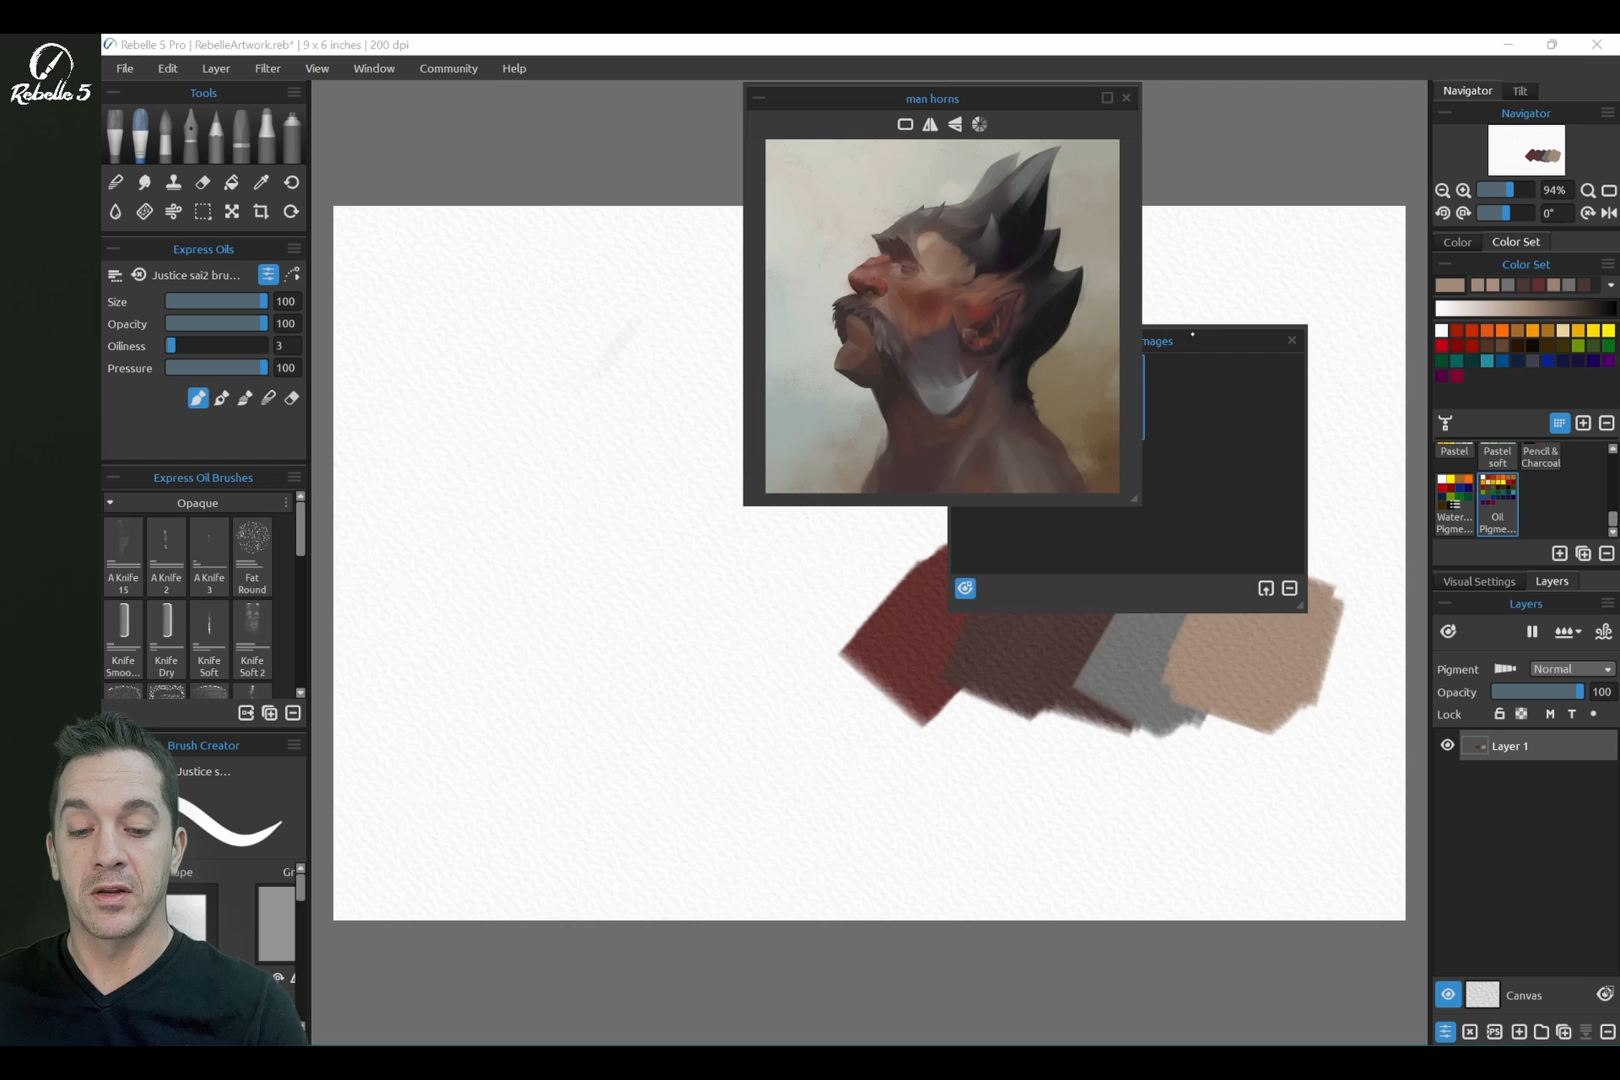 Rebelle 5 Pro | RebelleArtwork.reb* | 9 x 6 inches | 200 dpi
Rebelle 5
File Edit Layer Filter View Window Community Help
Tools
Express Oils
Justice sai2 bru...
Size 100
Opacity 100
Oiliness 3
Pressure 100
Express Oil Brushes
Opaque
A Knife 15
A Knife 2
A Knife 3
Fat Round
Knife Smoo...
Knife Dry
Knife Soft
Knife Soft 2
Brush Creator
Justice s...
man horns
Navigator Tilt
Navigator
94%
0°
Color Color Set
Color Set
Pastel
Pastel soft
Pencil & Charcoal
Water... Pigme...
Oil Pigme...
Visual Settings Layers
Layers
Pigment Normal
Opacity 100
Lock M T
Layer 1
Canvas